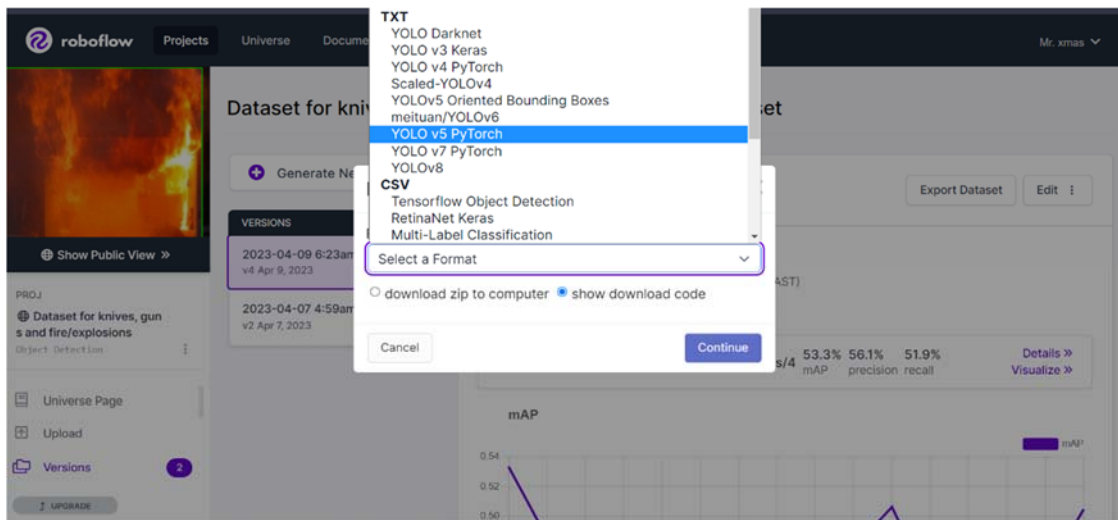 roboflow
Projects
Universe
Docume
Mr. xmas
TXT
YOLO Darknet
YOLO v3 Keras
YOLO v4 PyTorch
Scaled-YOLOv4
YOLOv5 Oriented Bounding Boxes
meituan/YOLOv6
YOLO v5 PyTorch
YOLO v7 PyTorch
YOLOv8
CSV
Tensorflow Object Detection
RetinaNet Keras
Multi-Label Classification
Select a Format
download zip to computer
show download code
Cancel
Continue
Dataset for kni
set
Generate Ne
Export Dataset
Edit
VERSIONS
2023-04-09 6:23am
v4 Apr 9, 2023
2023-04-07 4:59am
v2 Apr 7, 2023
Show Public View »
PROJ
Dataset for knives, gun
s and fire/explosions
Object Detection
Universe Page
Upload
Versions
2
UPGRADE
AST)
s/4
53.3% 56.1% 51.9%
mAP precision recall
Details »
Visualize »
mAP
mAP
0.54
0.52
0.50